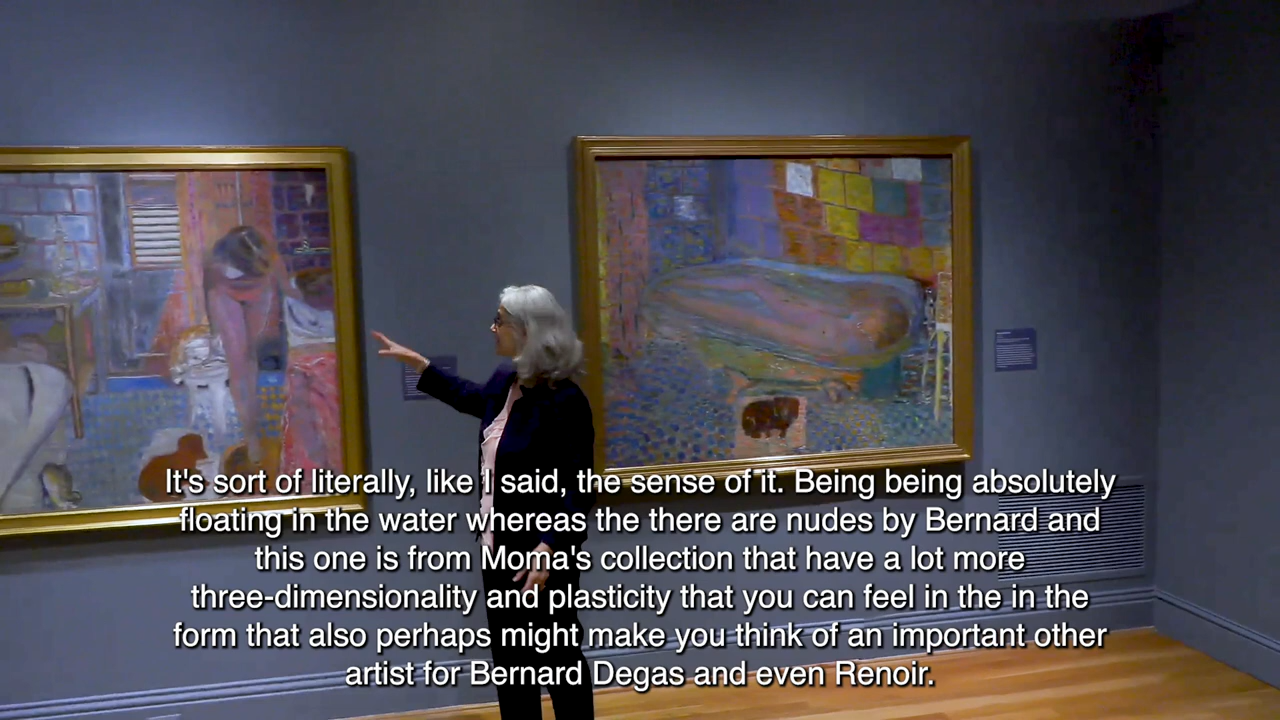 It's sort of literally, like I said, the sense of it. Being being absolutely
floating in the water whereas the there are nudes by Bernard and
this one is from Moma's collection that have a lot more
three-dimensionality and plasticity that you can feel in the in the
form that also perhaps might make you think of an important other
artist for Bernard Degas and even Renoir.